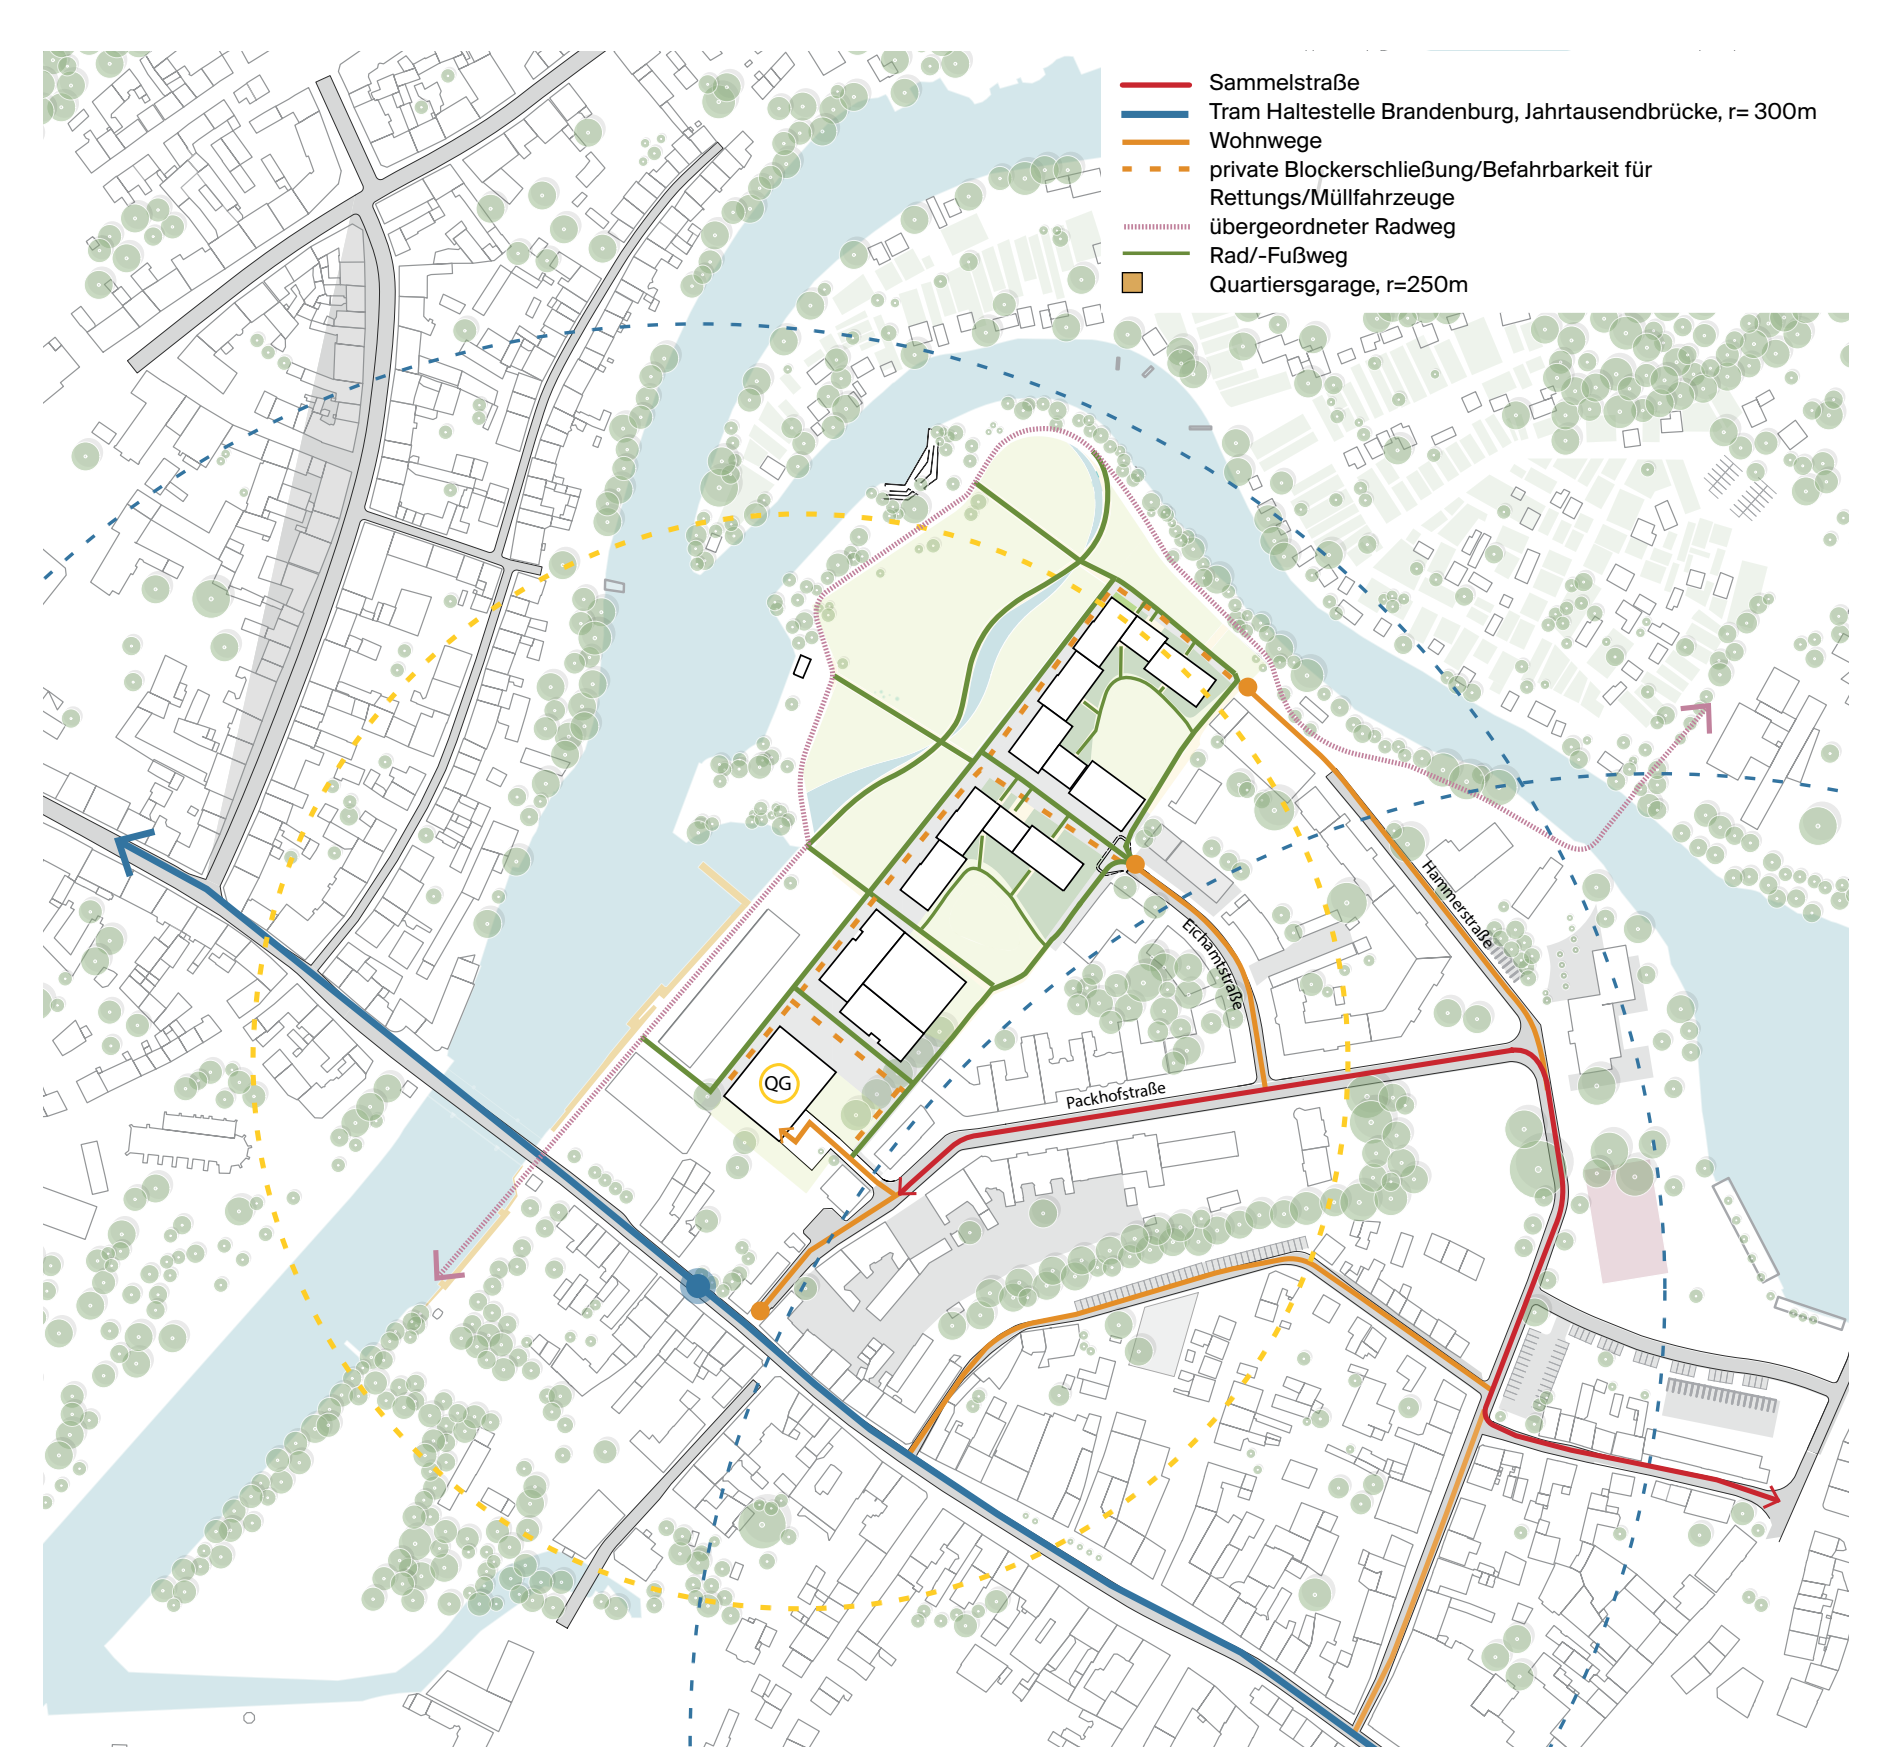 Sammelstraße
Tram Haltestelle Brandenburg, Jahrtausendbrücke, r= 300m
Wohnwege
private Blockerschließung/Befahrbarkeit für
Rettungs/Müllfahrzeuge
übergeordneter Radweg
Rad/-Fußweg
Quartiersgarage, r=250m
Hammerstraße
Eichamtstraße
QG
Packhofstraße